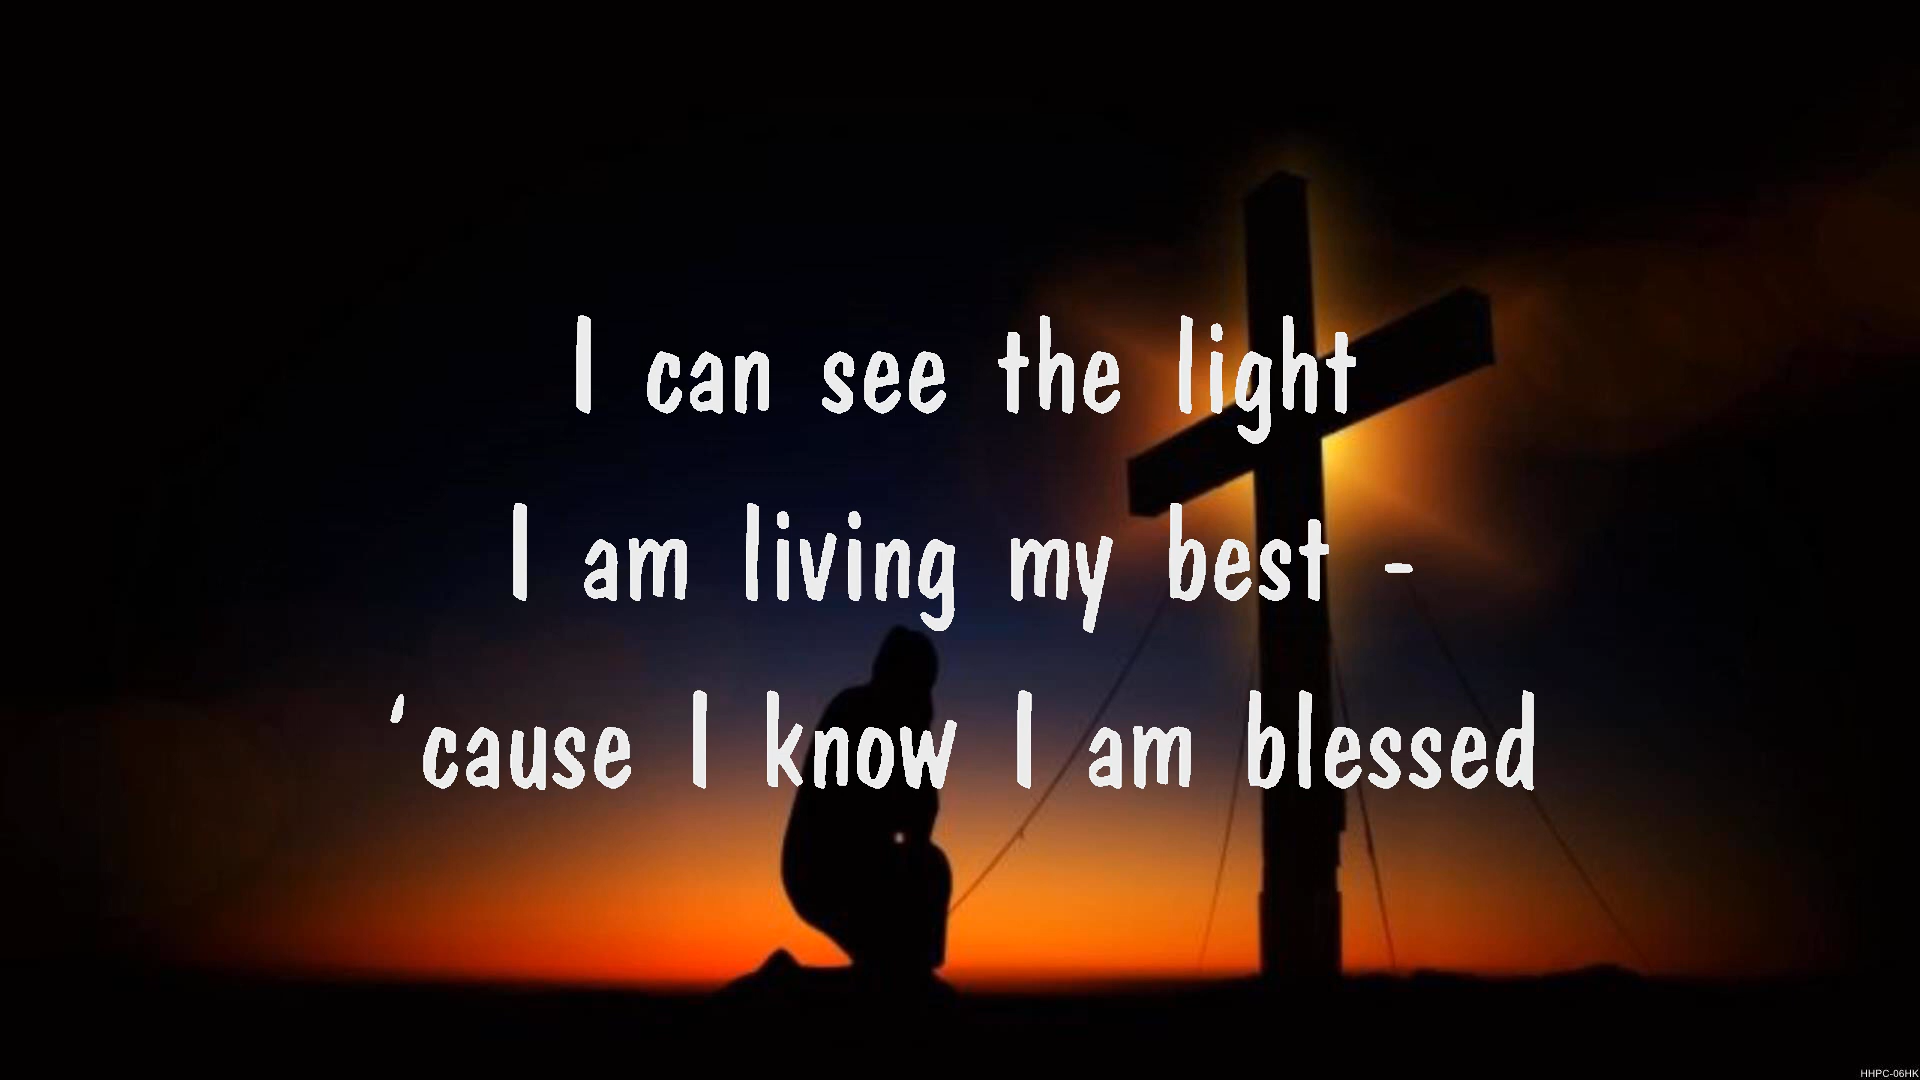 I can see the light
I am living my best -
‘cause I know I am blessed
HHPC-06HK